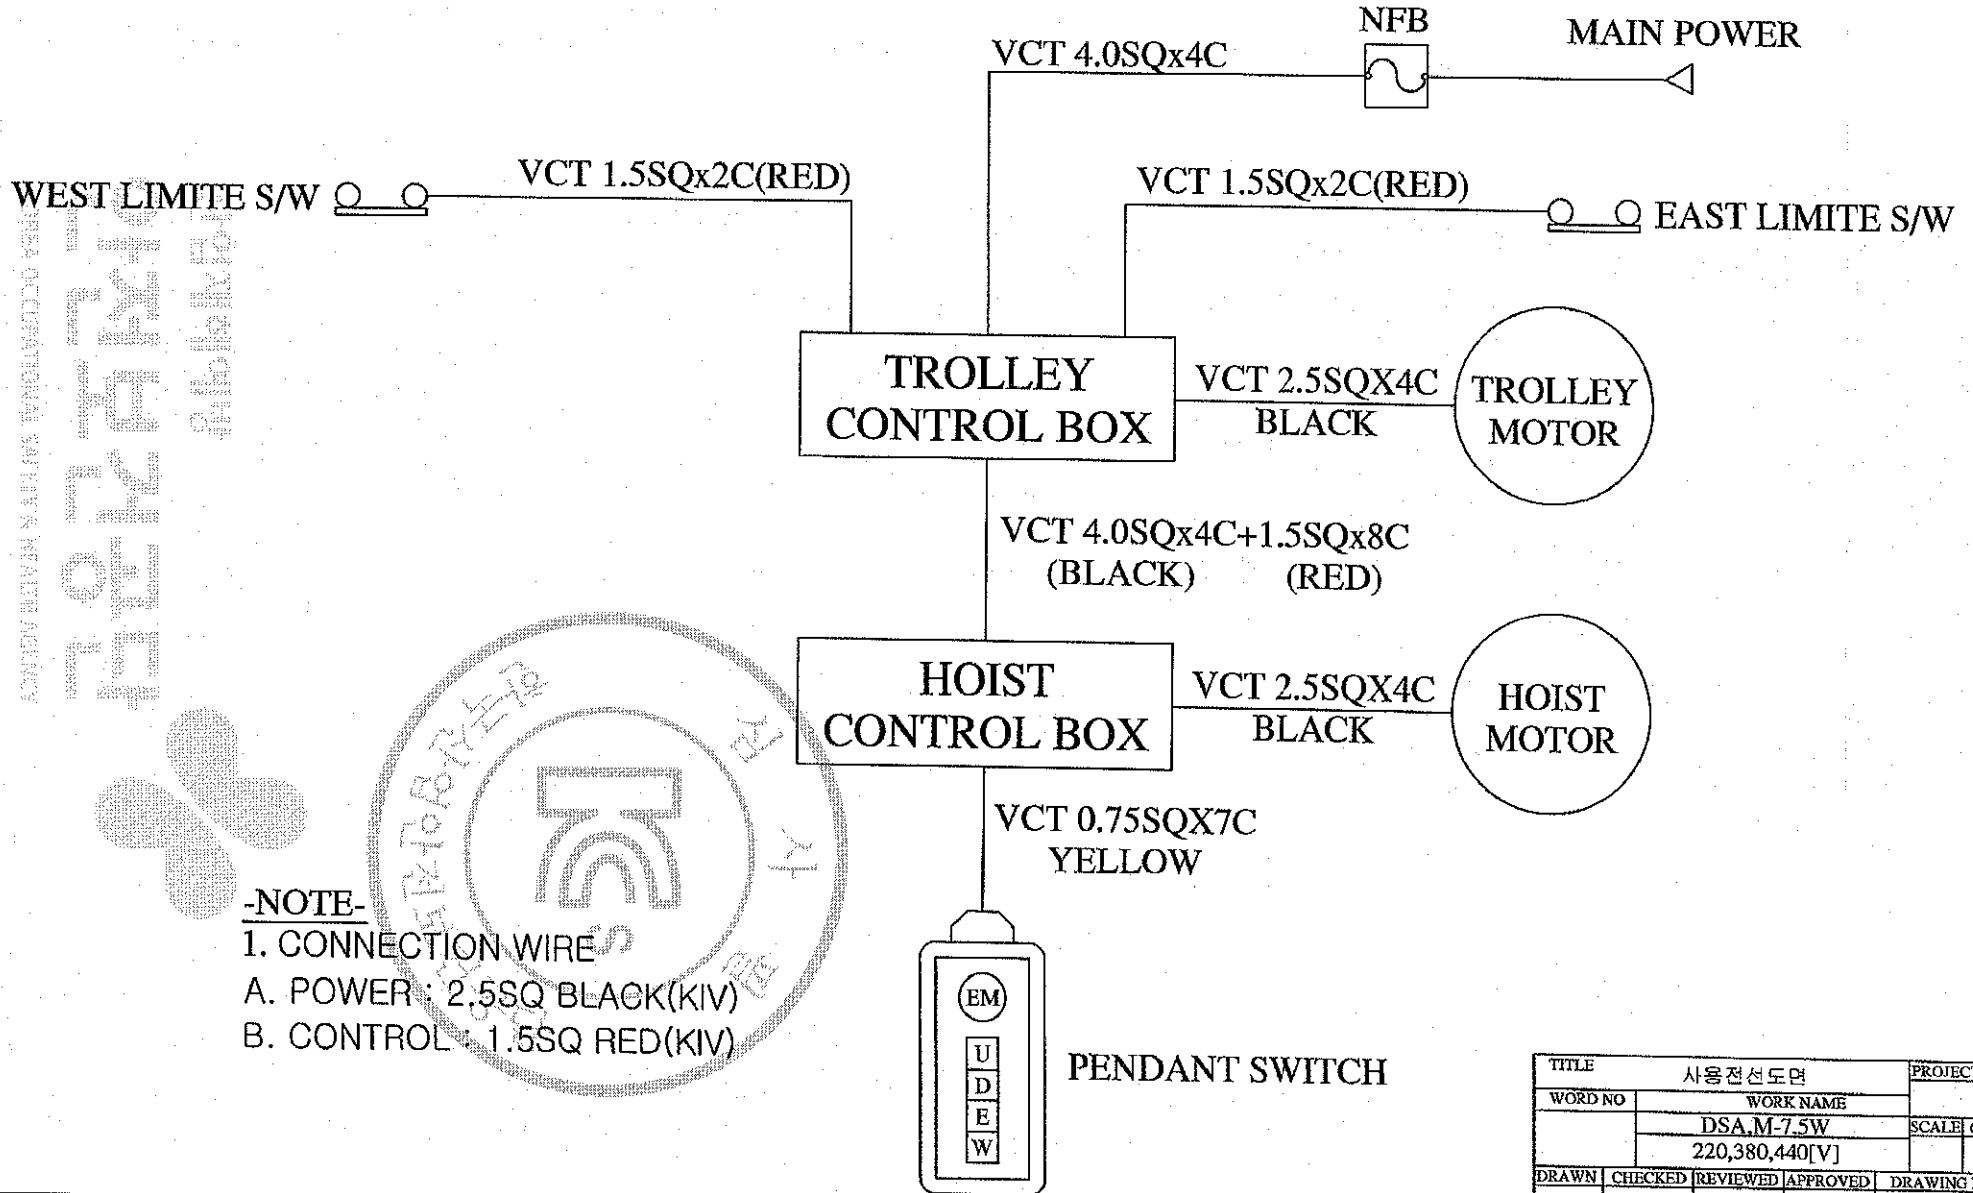 NFB
MAIN POWER
VCT 4.0SQx4C
WEST LIMITE S/W
VCT 1.5SQx2C(RED)
VCT 1.5SQx2C(RED)
EAST LIMITE S/W
TROLLEY
CONTROL BOX
VCT 2.5SQX4C
BLACK
TROLLEY
MOTOR
VCT 4.0SQx4C+1.5SQx8C
(BLACK) (RED)
HOIST
CONTROL BOX
VCT 2.5SQX4C
BLACK
HOIST
MOTOR
VCT 0.75SQX7C
YELLOW
-NOTE-
1. CONNECTION WIRE
A. POWER : 2.5SQ BLACK(KIV)
B. CONTROL : 1.5SQ RED(KIV)
EM
U
D
E
W
PENDANT SWITCH
TITLE
사용전선도면
WORD NO
WORK NAME
DSA,M-7.5W
SCALE
220,380,440[V]
DRAWN CHECKED REVIEWED APPROVED DRAWING